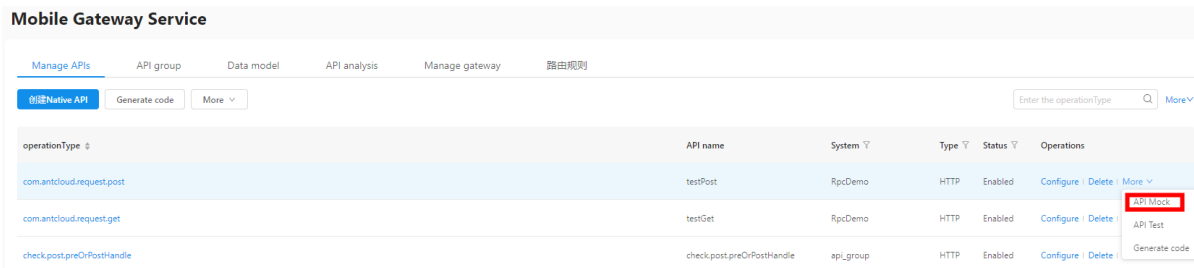 Mobile Gateway Service
Manage APIs API group Data model API analysis Manage gateway 路由规则
创建Native API Generate code More Enter the operationType More
operationType API name System Type Status Operations
com.antcloud.request.post testPost RpcDemo HTTP Enabled Configure Delete More
API Mock
com.antcloud.request.get testGet RpcDemo HTTP Enabled Configure Delete
API Test
Generate code
check.post.preOrPostHandle check.post.preOrPostHandle api_group HTTP Enabled Configure Delete